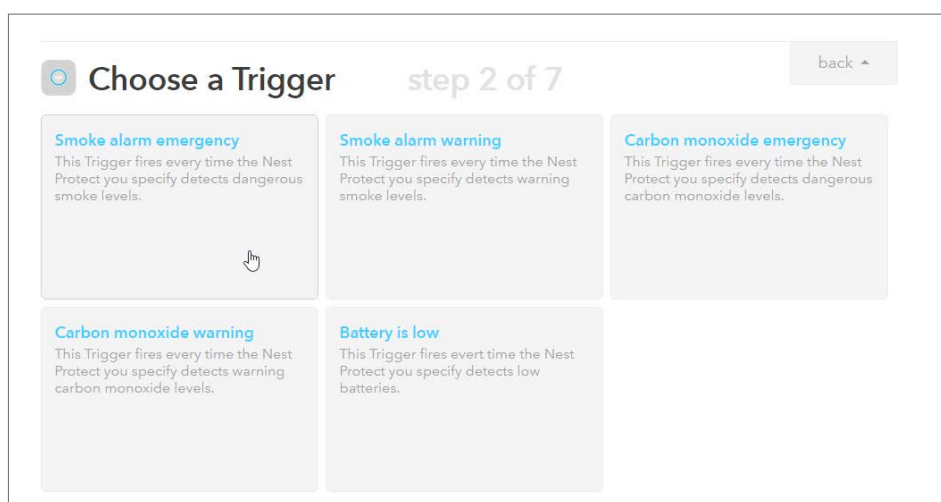 Choose a Trigger step 2 of 7
back
Smoke alarm emergency
This Trigger fires every time the Nest
Protect you specify detects dangerous
smoke levels.
Smoke alarm warning
This Trigger fires every time the Nest
Protect you specify detects warning
smoke levels.
Carbon monoxide emergency
This Trigger fires every time the Nest
Protect you specify detects dangerous
carbon monoxide levels.
Carbon monoxide warning
This Trigger fires every time the Nest
Protect you specify detects warning
carbon monoxide levels.
Battery is low
This Trigger fires evert time the Nest
Protect you specify detects low
batteries.